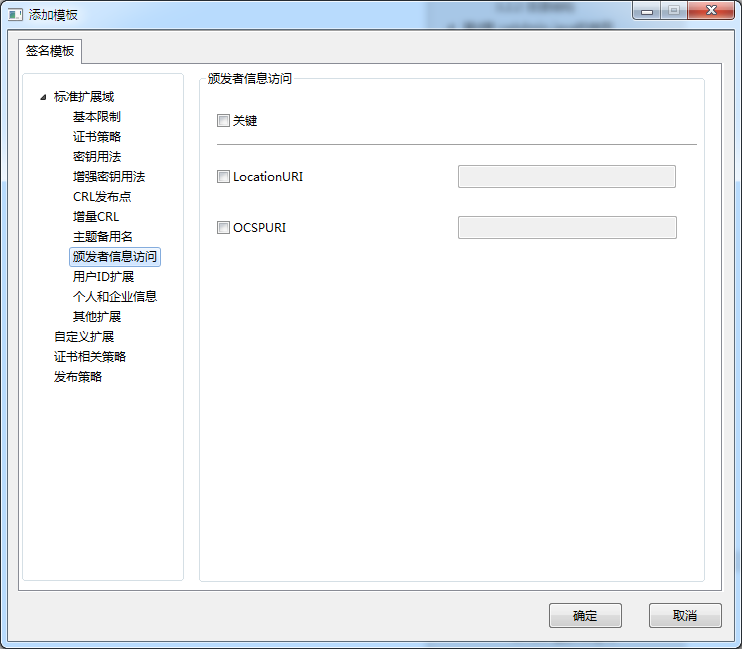 添加模板
签名模板
标准扩展域
基本限制
证书策略
密钥用法
增强密钥用法
CRL发布点
增量CRL
主题备用名
颁发者信息访问
用户ID扩展
个人和企业信息
其他扩展
自定义扩展
证书相关策略
发布策略
颁发者信息访问
关键
LocationURI
OCSPURI
确定
取消